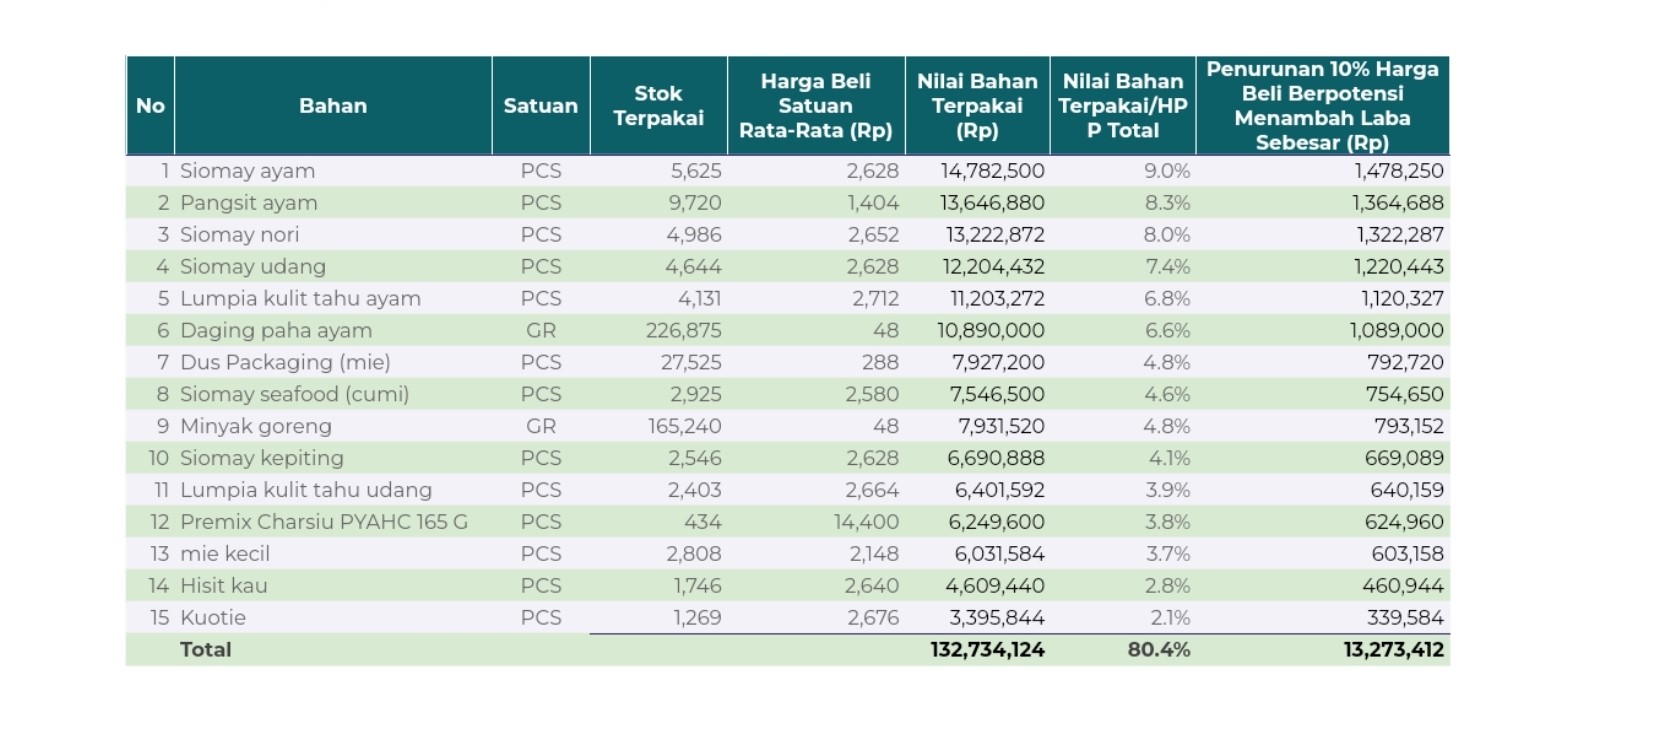 No Bahan Satuan Stok Terpakai Harga Beli Satuan Rata-Rata (Rp) Nilai Bahan Terpakai (Rp) Nilai Bahan Terpakai/HP P Total Penurunan 10% Harga Beli Berpotensi Menambah Laba Sebesar (Rp)
1 Siomay ayam PCS 5,625 2,628 14,782,500 9.0% 1,478,250
2 Pangsit ayam PCS 9,720 1,404 13,646,880 8.3% 1,364,688
3 Siomay nori PCS 4,986 2,652 13,222,872 8.0% 1,322,287
4 Siomay udang PCS 4,644 2,628 12,204,432 7.4% 1,220,443
5 Lumpia kulit tahu ayam PCS 4,131 2,712 11,203,272 6.8% 1,120,327
6 Daging paha ayam GR 226,875 48 10,890,000 6.6% 1,089,000
7 Dus Packaging (mie) PCS 27,525 288 7,927,200 4.8% 792,720
8 Siomay seafood (cumi) PCS 2,925 2,580 7,546,500 4.6% 754,650
9 Minyak goreng GR 165,240 48 7,931,520 4.8% 793,152
10 Siomay kepiting PCS 2,546 2,628 6,690,888 4.1% 669,089
11 Lumpia kulit tahu udang PCS 2,403 2,664 6,401,592 3.9% 640,159
12 Premix Charsiu PYAHC 165 G PCS 434 14,400 6,249,600 3.8% 624,960
13 mie kecil PCS 2,808 2,148 6,031,584 3.7% 603,158
14 Hisit kau PCS 1,746 2,640 4,609,440 2.8% 460,944
15 Kuotie PCS 1,269 2,676 3,395,844 2.1% 339,584
Total 132,734,124 80.4% 13,273,412